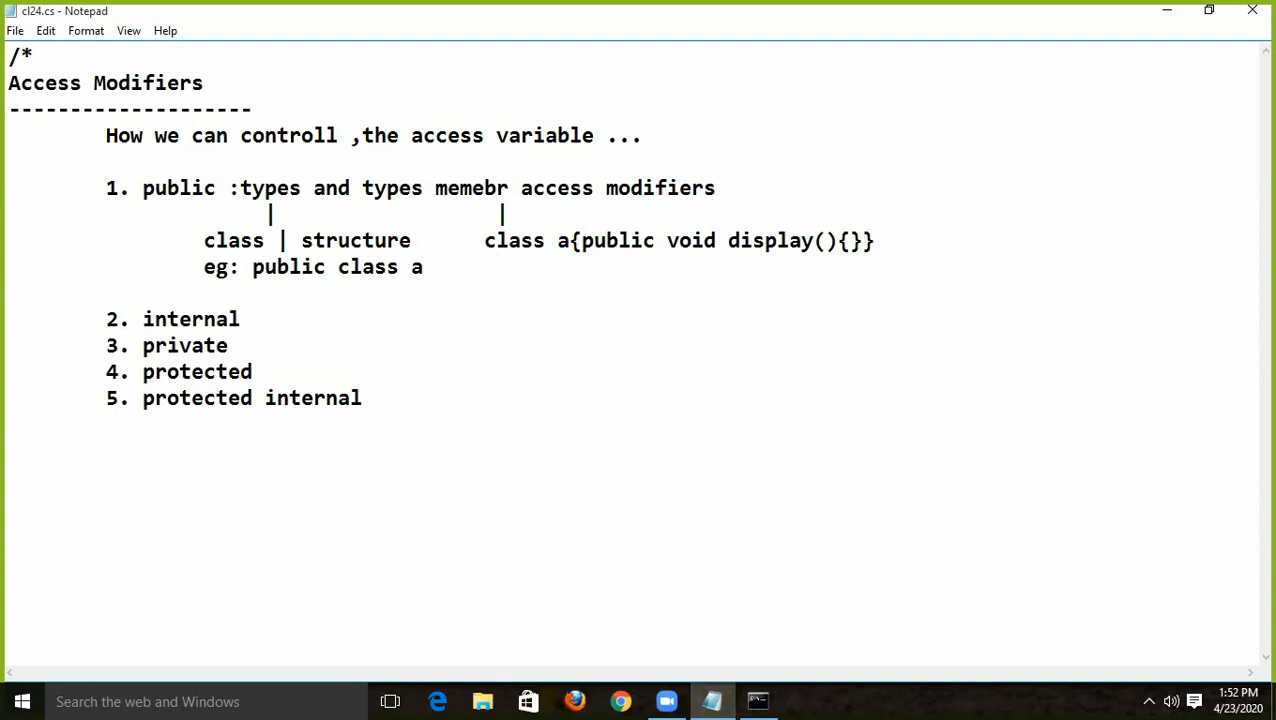 cl24.cs - Notepad
File Edit Format View Help
/*
Access Modifiers
--------------------
How we can controll ,the access variable ...
1. public :types and types memebr access modifiers
| |
class | structure class a{public void display(){}}
eg: public class a
2. internal
3. private
4. protected
5. protected internal
Search the web and Windows
1:52 PM
4/23/2020